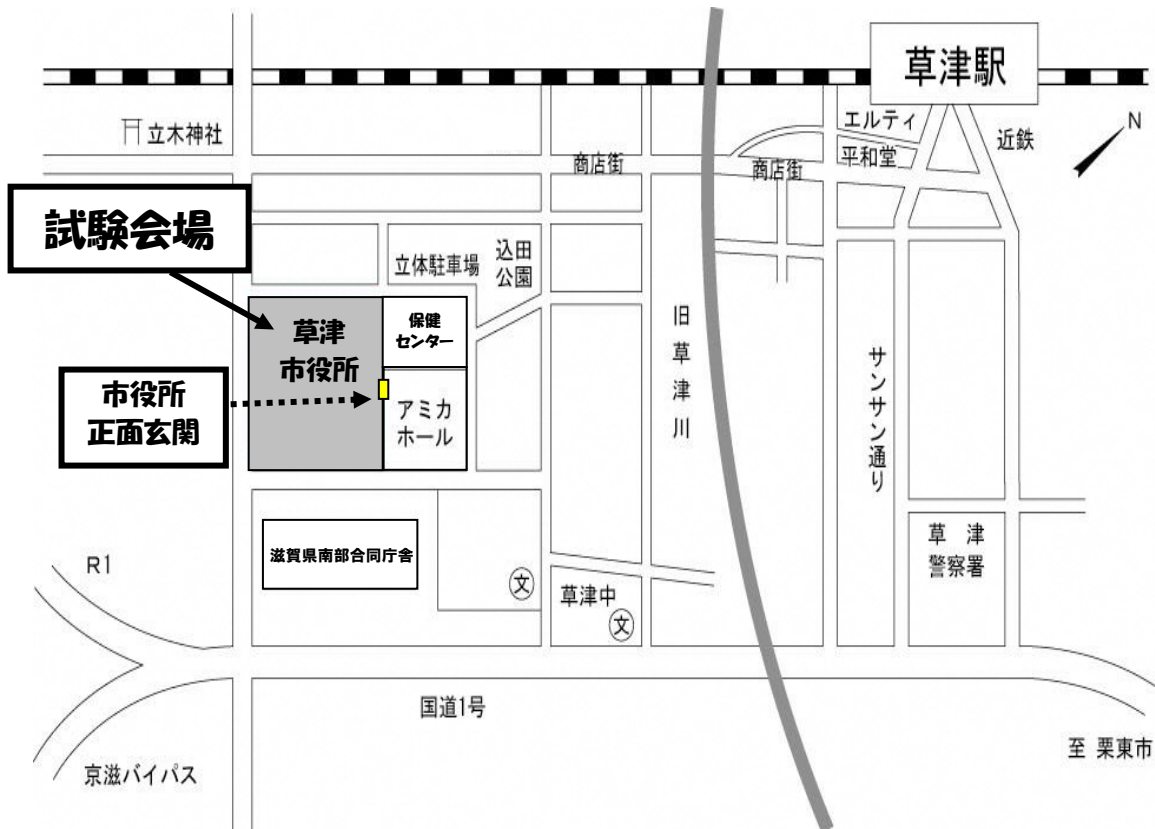 草津駅
エルティ
平和堂
近鉄
N
立木神社
商店街
商店街
試験会場
立体駐車場
込田
公園
草津
市役所
保健
センター
アミカ
ホール
市役所
正面玄関
旧草津川
サンサン通り
滋賀県南部合同庁舎
文
草津中
文
草 津
警察署
R1
国道1号
京滋バイパス
至 栗東市